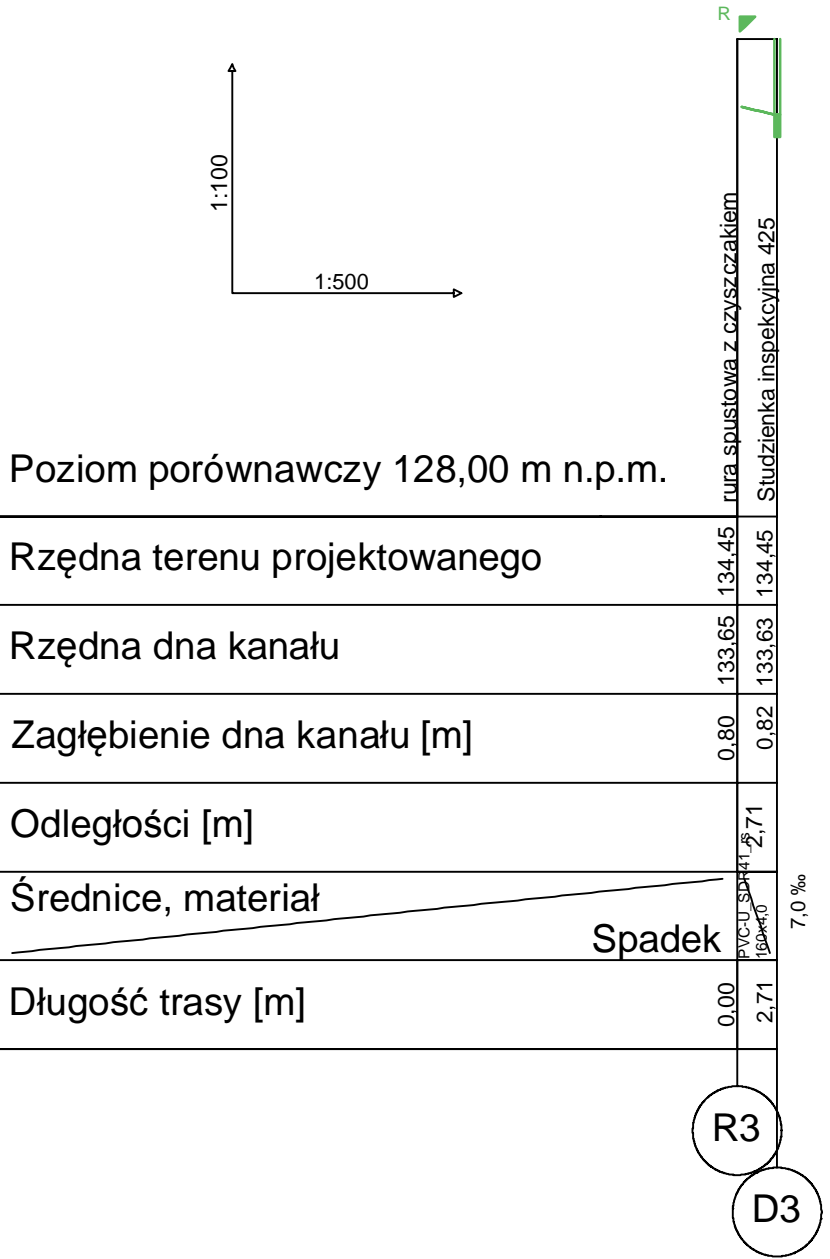 R
1:100
1:500
rura spustowa z czyszczakiem
Studzienka inspekcyjna 425
Poziom porównawczy 128,00 m n.p.m.
Rzędna terenu projektowanego
134,45
134,45
Rzędna dna kanału
133,65
133,63
Zagłębienie dna kanału [m]
0,80
0,82
Odległości [m]
2,71
Średnice, materiał
Spadek
PVC-U_SDR41_rs
160x4,0
7,0 ‰
Długość trasy [m]
0,00
2,71
R3
D3